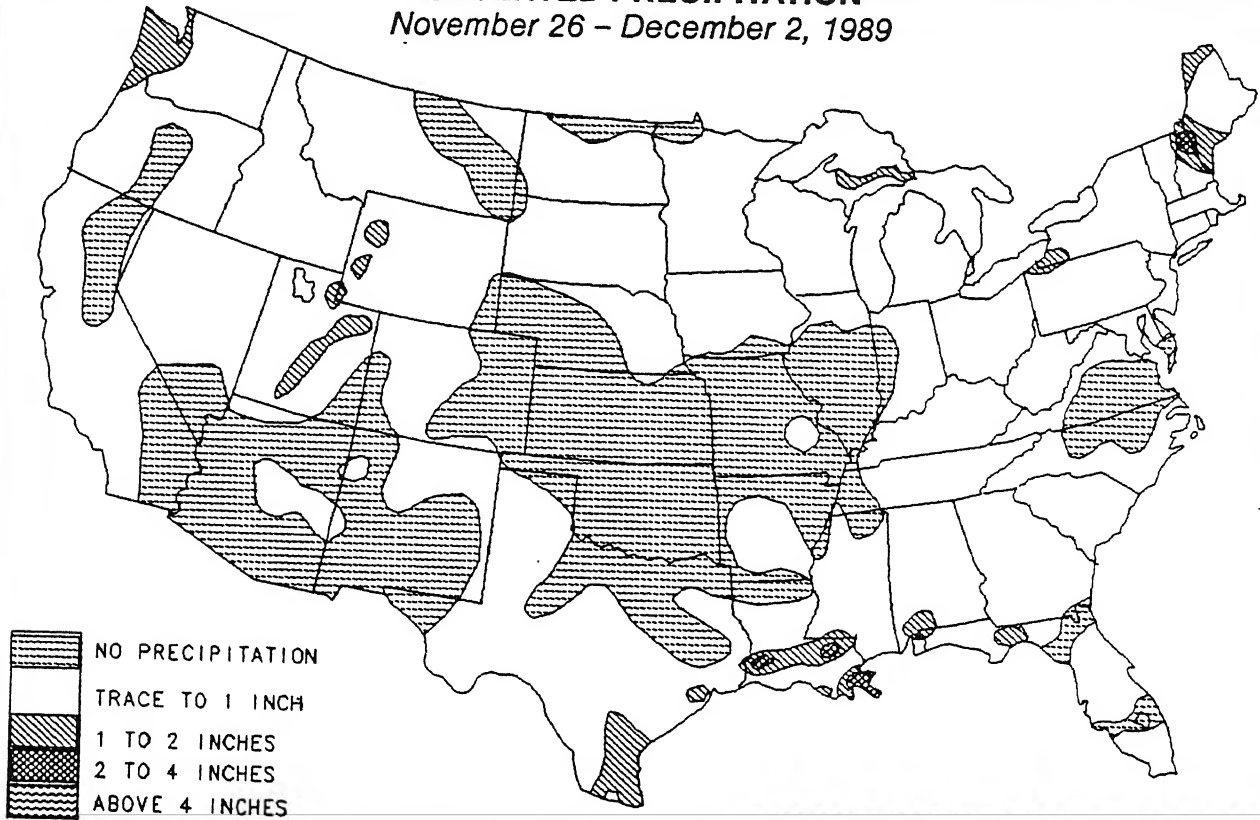 PRECIPITATION
November 26 – December 2, 1989
NO PRECIPITATION
TRACE TO 1 INCH
1 TO 2 INCHES
2 TO 4 INCHES
ABOVE 4 INCHES